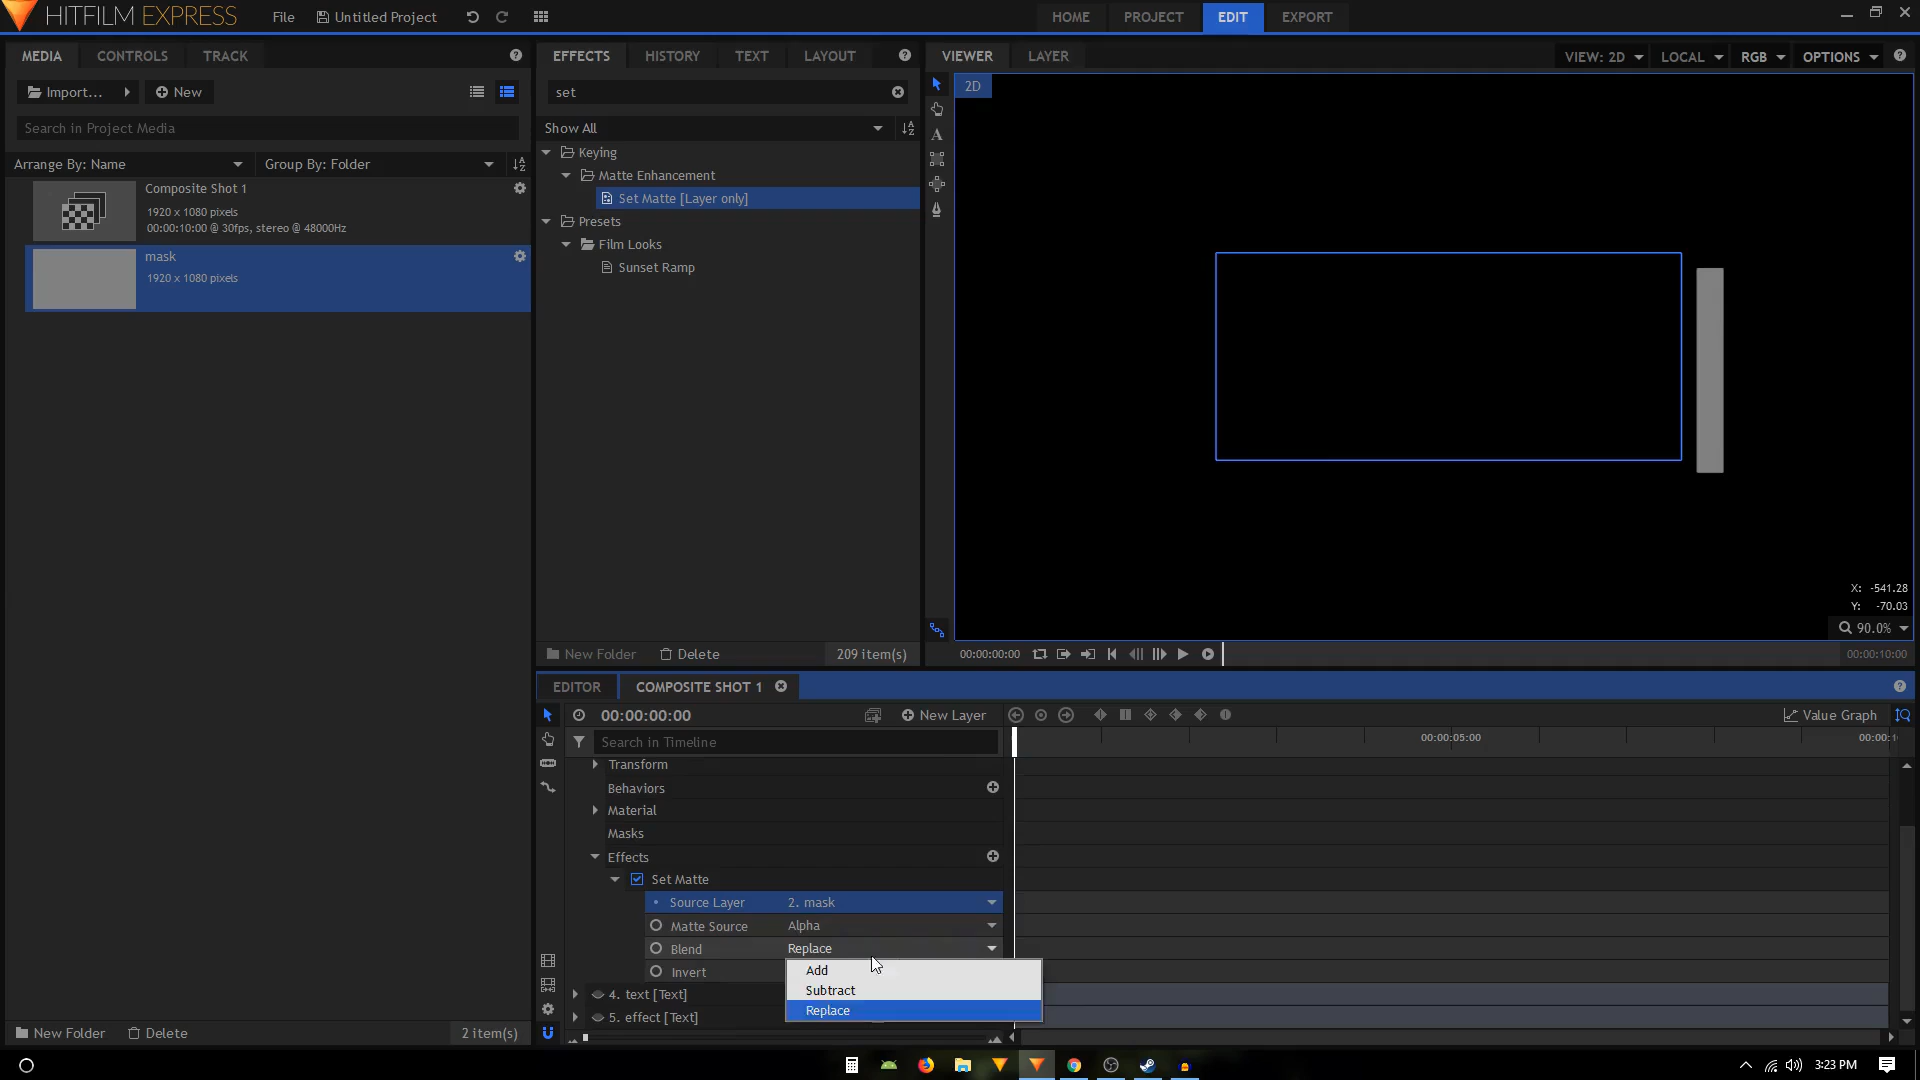 HITFILM EXPRESS
File
Untitled Project
HOME
PROJECT
EDIT
EXPORT
MEDIA
CONTROLS
TRACK
Import...
New
Search in Project Media
Arrange By: Name
Group By: Folder
Composite Shot 1
1920 x 1080 pixels
00:00:10:00 @ 30fps, stereo @ 48000Hz
mask
1920 x 1080 pixels
New Folder
Delete
2 item(s)
EFFECTS
HISTORY
TEXT
LAYOUT
set
Show All
Keying
Matte Enhancement
Set Matte [Layer only]
Presets
Film Looks
Sunset Ramp
New Folder
Delete
209 item(s)
VIEWER
LAYER
VIEW: 2D
LOCAL
RGB
OPTIONS
2D
A
X: -541.28
Y: -70.03
90.0%
00:00:00:00
00:00:10:00
EDITOR
COMPOSITE SHOT 1
00:00:00:00
New Layer
Value Graph
Search in Timeline
00:00:05:00
00:00:1
Transform
Behaviors
Material
Masks
Effects
Set Matte
Source Layer
2. mask
Matte Source
Alpha
Blend
Replace
Invert
Add
Subtract
Replace
4. text [Text]
5. effect [Text]
3:23 PM